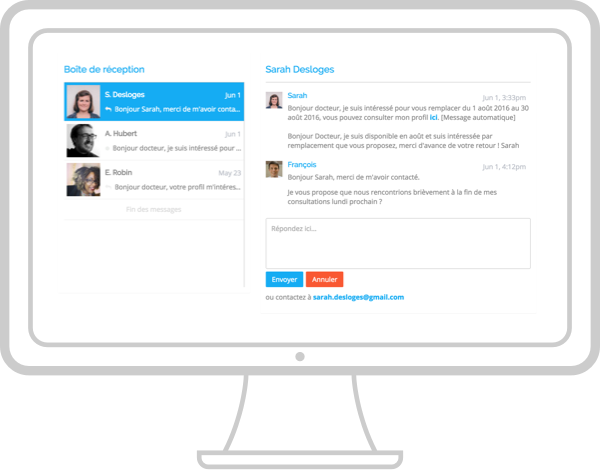 Boîte de réception
S. Desloges Jun 1
Bonjour Sarah, merci de m'avoir conta...
A. Hubert Jun 1
Bonjour docteur, je suis intéressé pour ...
E. Robin May 23
Bonjour docteur, votre profil m'intéres...
Fin des messages
Sarah Desloges
Sarah Jun 1, 3:33pm
Bonjour docteur, je suis intéressé pour vous remplacer du 1 août 2016 au 30
août 2016, vous pouvez consulter mon profil ici. [Message automatique]
Bonjour Docteur, je suis disponible en août et suis intéressée par
remplacement que vous proposez, merci d'avance de votre retour ! Sarah
François Jun 1, 4:12pm
Bonjour Sarah, merci de m'avoir contacté.
Je vous propose que nous rencontrions brièvement à la fin de mes
consultations lundi prochain ?
Répondez ici...
Envoyer Annuler
ou contactez à sarah.desloges@gmail.com